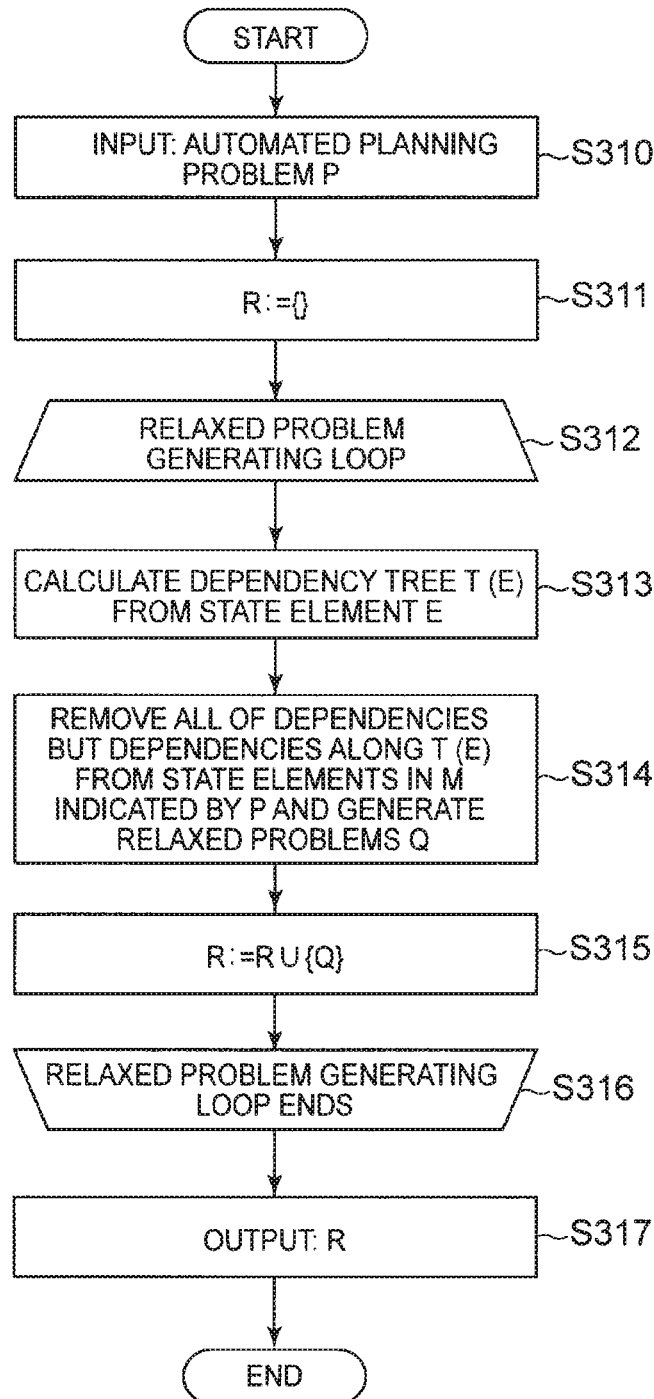 START
INPUT: AUTOMATED PLANNING
PROBLEM P
S310
R:={}
S311
RELAXED PROBLEM
GENERATING LOOP
S312
CALCULATE DEPENDENCY TREE T (E)
FROM STATE ELEMENT E
S313
REMOVE ALL OF DEPENDENCIES
BUT DEPENDENCIES ALONG T (E)
FROM STATE ELEMENTS IN M
INDICATED BY P AND GENERATE
RELAXED PROBLEMS Q
S314
R:=R∪{Q}
S315
RELAXED PROBLEM GENERATING
LOOP ENDS
S316
OUTPUT: R
S317
END